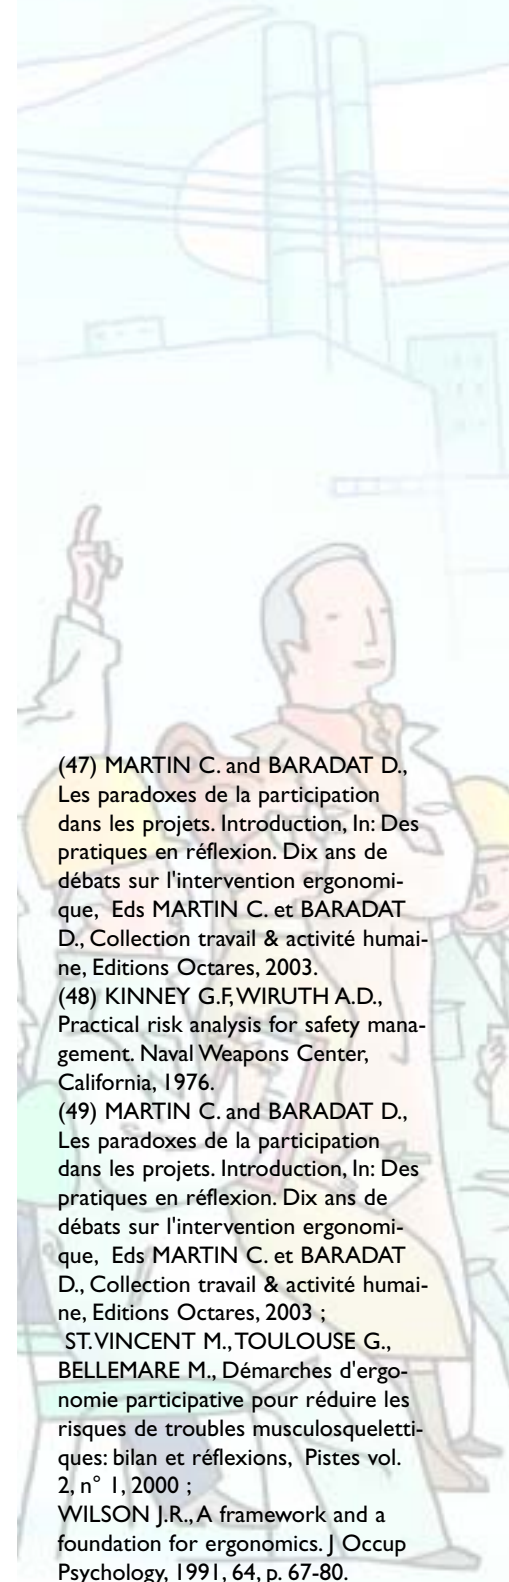 (47) MARTIN C. and BARADAT D.,
Les paradoxes de la participation
dans les projets. Introduction, In: Des
pratiques en réflexion. Dix ans de
débats sur l'intervention ergonomi-
que, Eds MARTIN C. et BARADAT
D., Collection travail & activité humai-
ne, Editions Octares, 2003.
(48) KINNEY G.F, WIRUTH A.D.,
Practical risk analysis for safety mana-
gement. Naval Weapons Center,
California, 1976.
(49) MARTIN C. and BARADAT D.,
Les paradoxes de la participation
dans les projets. Introduction, In: Des
pratiques en réflexion. Dix ans de
débats sur l'intervention ergonomi-
que, Eds MARTIN C. et BARADAT
D., Collection travail & activité humai-
ne, Editions Octares, 2003 ;
ST.VINCENT M., TOULOUSE G.,
BELLEMARE M., Démarches d'ergo-
nomie participative pour réduire les
risques de troubles musculosqueletti-
ques: bilan et réflexions, Pistes vol.
2, n° 1, 2000 ;
WILSON J.R., A framework and a
foundation for ergonomics. J Occup
Psychology, 1991, 64, p. 67-80.